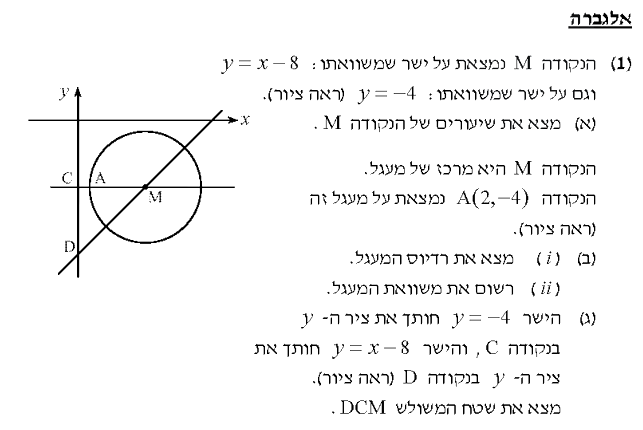 אלגברה
(1) הנקודה M נמצאת על ישר שמשוואתו: y = x − 8
וגם על ישר שמשוואתו: y = −4 (ראה ציור).
(א) מצא את שיעורים של הנקודה M .
הנקודה M היא מרכז של מעגל.
הנקודה A(2,−4) נמצאת על מעגל זה
(ראה ציור).
(ב) (i) מצא את רדיוס המעגל.
(ii) רשום את משוואת המעגל.
(ג) הישר y = −4 חותך את ציר ה- y
בנקודה C , והישר y = x − 8 חותך את
ציר ה- y בנקודה D (ראה ציור).
מצא את שטח המשולש DCM .
y
x
C A
M
D